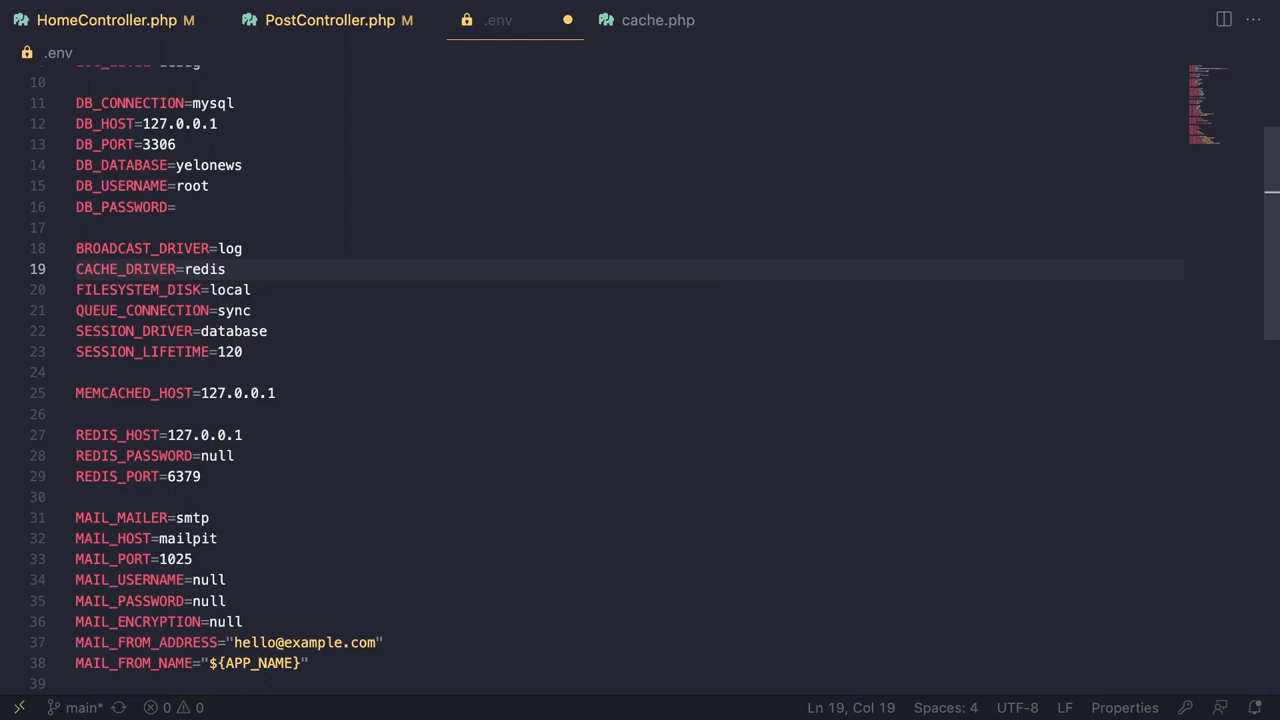 HomeController.php M PostController.php M .env cache.php
.env
10
11 DB_CONNECTION=mysql
12 DB_HOST=127.0.0.1
13 DB_PORT=3306
14 DB_DATABASE=yelonews
15 DB_USERNAME=root
16 DB_PASSWORD=
17
18 BROADCAST_DRIVER=log
19 CACHE_DRIVER=redis
20 FILESYSTEM_DISK=local
21 QUEUE_CONNECTION=sync
22 SESSION_DRIVER=database
23 SESSION_LIFETIME=120
24
25 MEMCACHED_HOST=127.0.0.1
26
27 REDIS_HOST=127.0.0.1
28 REDIS_PASSWORD=null
29 REDIS_PORT=6379
30
31 MAIL_MAILER=smtp
32 MAIL_HOST=mailpit
33 MAIL_PORT=1025
34 MAIL_USERNAME=null
35 MAIL_PASSWORD=null
36 MAIL_ENCRYPTION=null
37 MAIL_FROM_ADDRESS="hello@example.com"
38 MAIL_FROM_NAME="${APP_NAME}"
39
main* 0 0 Ln 19, Col 19 Spaces: 4 UTF-8 LF Properties